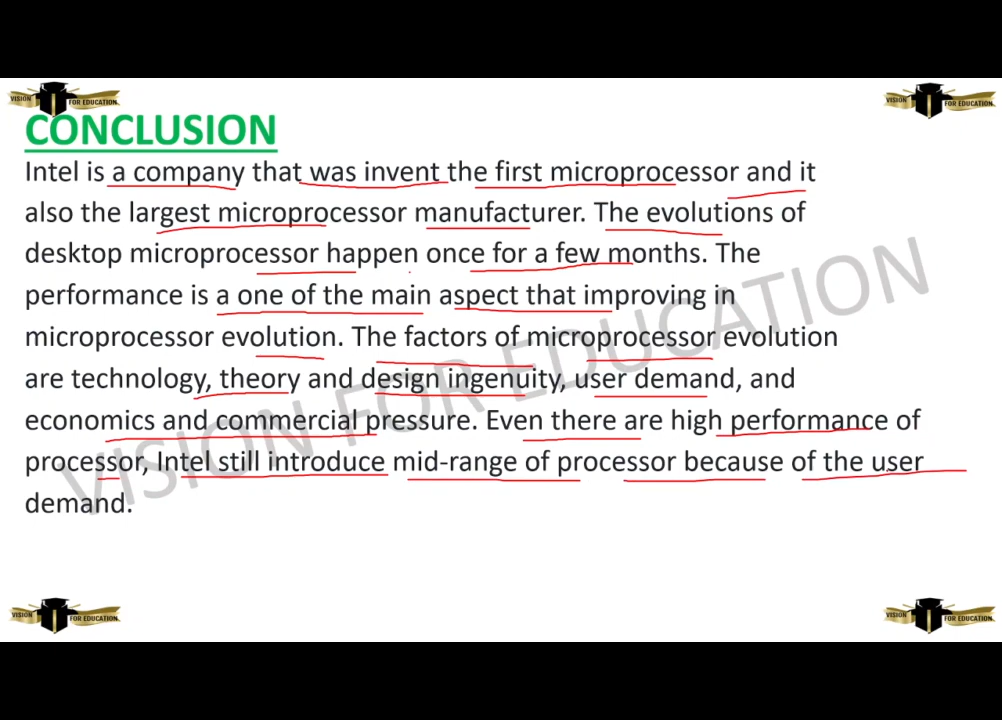 VISION FOR EDUCATION
VISION FOR EDUCATION
CONCLUSION
Intel is a company that was invent the first microprocessor and it
also the largest microprocessor manufacturer. The evolutions of
desktop microprocessor happen once for a few months. The
performance is a one of the main aspect that improving in
microprocessor evolution. The factors of microprocessor evolution
are technology, theory and design ingenuity, user demand, and
economics and commercial pressure. Even there are high performance of
processor, Intel still introduce mid-range of processor because of the user
demand.
VISION FOR EDUCATION
VISION FOR EDUCATION
VISION FOR EDUCATION